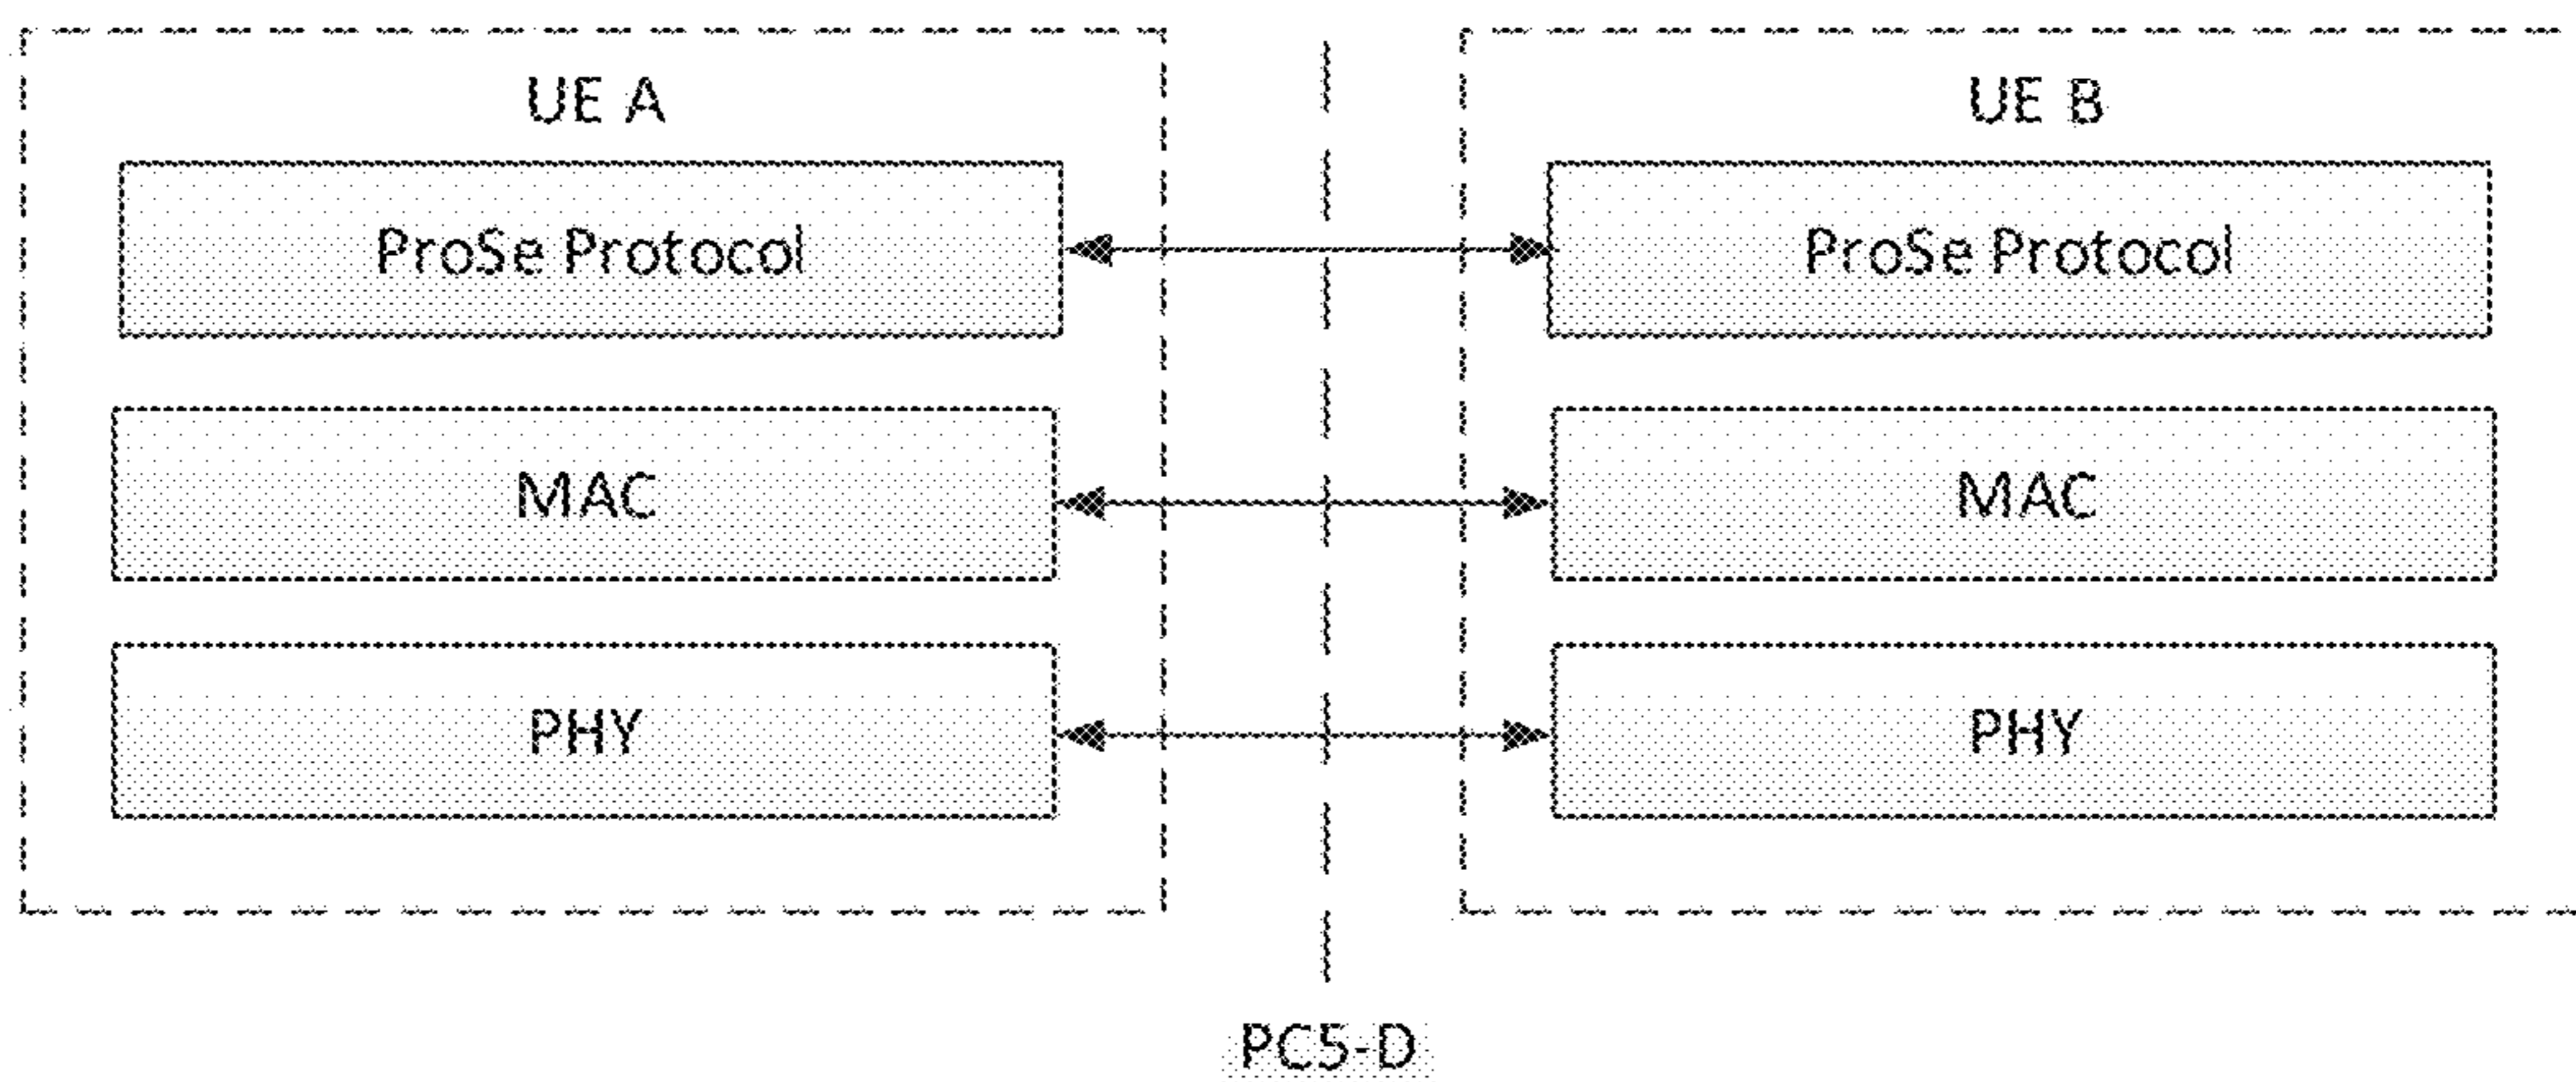 UE A
UE B
ProSe Protocol
ProSe Protocol
MAC
MAC
PHY
PHY
PC5-D